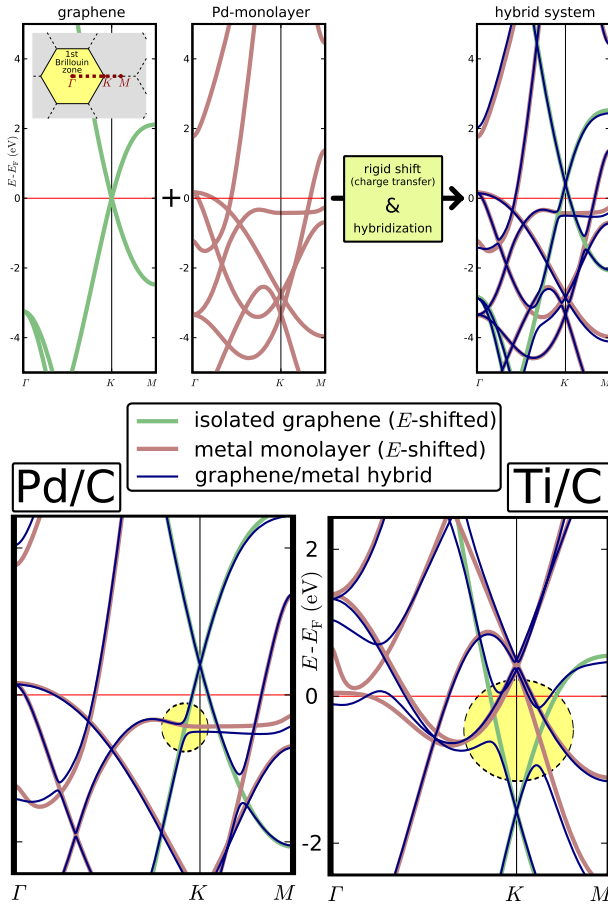 graphene
Pd-monolayer
hybrid system
1st
Brillouin
zone
Γ K M
E-E_F (eV)
4
2
0
-2
-4
Γ K M
+
4
2
0
-2
-4
Γ K M
rigid shift
(charge transfer)
&
hybridization
4
2
0
-2
-4
Γ K M
isolated graphene (E-shifted)
metal monolayer (E-shifted)
graphene/metal hybrid
Pd/C
Ti/C
E-E_F (eV)
2
0
-2
Γ K M
Γ K M